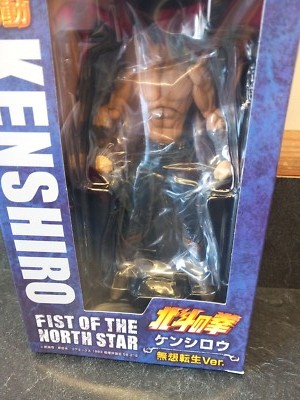 動
KENSHIRO
FIST OF THE
NORTH STAR
北斗の拳
ケンシロウ
無想転生Ver.